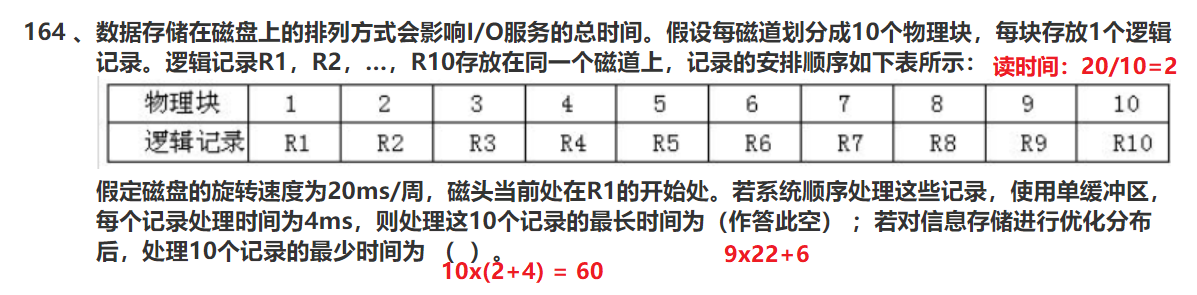 164 、数据存储在磁盘上的排列方式会影响I/O服务的总时间。假设每磁道划分成10个物理块，每块存放1个逻辑
记录。逻辑记录R1，R2，…，R10存放在同一个磁道上，记录的安排顺序如下表所示： 读时间：20/10=2
物理块 1 2 3 4 5 6 7 8 9 10
逻辑记录 R1 R2 R3 R4 R5 R6 R7 R8 R9 R10
假定磁盘的旋转速度为20ms/周，磁头当前处在R1的开始处。若系统顺序处理这些记录，使用单缓冲区，
每个记录处理时间为4ms，则处理这10个记录的最长时间为（作答此空）；若对信息存储进行优化分布
后，处理10个记录的最少时间为 （ ）。 9x22+6
10x(2+4) = 60